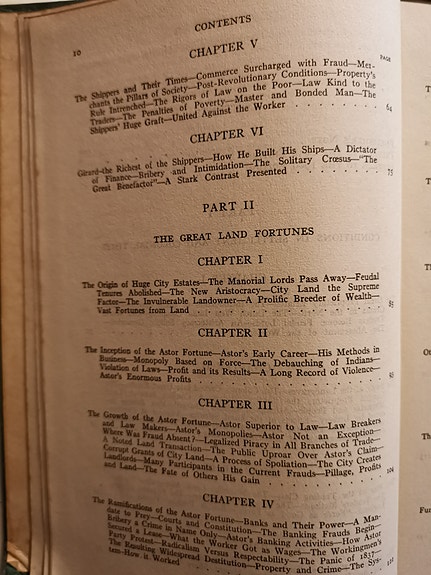 10
CONTENTS
CHAPTER V
PAGE
The Shippers and Their Times—Commerce Surcharged with Fraud—Mer-
chants the Pillars of Society—Post-Revolutionary Conditions—Property's
Rule Intrenched—The Rigors of Law on the Poor—Law Kind to the
Traders—The Penalties of Poverty—Master and Bonded Man—The
Shippers' Huge Graft—United Against the Worker . . . . . . . . 64
CHAPTER VI
Girard—the Richest of the Shippers—How He Built His Ships—A Dictator
of Finance—Bribery and Intimidation—The Solitary Crœsus—"The
Great Benefactor"—A Stark Contrast Presented . . . . . . . . 75
PART II
THE GREAT LAND FORTUNES
CHAPTER I
The Origin of Huge City Estates—The Manorial Lords Pass Away—Feudal
Tenures Abolished—The New Aristocracy—City Land the Supreme
Factor—The Invulnerable Landowner—A Prolific Breeder of Wealth—
Vast Fortunes from Land . . . . . . . . . . . . . .
CHAPTER II
The Inception of the Astor Fortune—Astor's Early Career—His Methods in
Business—Monopoly Based on Force—The Debauching of Indians—
Violation of Laws—Profit and its Results—A Long Record of Violence—
Astor's Enormous Profits . . . . . . . . . . . . . .
CHAPTER III
The Growth of the Astor Fortune—Astor Superior to Law—Law Breakers
and Law Makers—Astor's Monopolies—Astor Not an Exception—
Where Was Fraud Absent?—Legalized Piracy in All Branches of Trade—
A Noted Land Transaction—The Public Uproar Over Astor's Claim—
Corrupt Grants of City Land—A Process of Spoliation—The City Creates
Landlords—Many Participants in the Current Frauds—Pillage, Profits
and Land—The Fate of Others His Gain . . . . . . . . 104
CHAPTER IV
The Ramifications of the Astor Fortune—Banks and Their Power—A Man-
date to Prey—Courts and Constitution—The Banking Frauds Begin—
Bribery a Crime in Name Only—Astor's Banking Activities—How Astor
Secured a Lease—What the Worker Got as Wages—The Workingmen's
Party Protest—Radicalism Versus Respectability—The Panic of 1837—
The Resulting Widespread Destitution—Property and Crime—The Sys-
tem—How it Worked . . . . . . . .